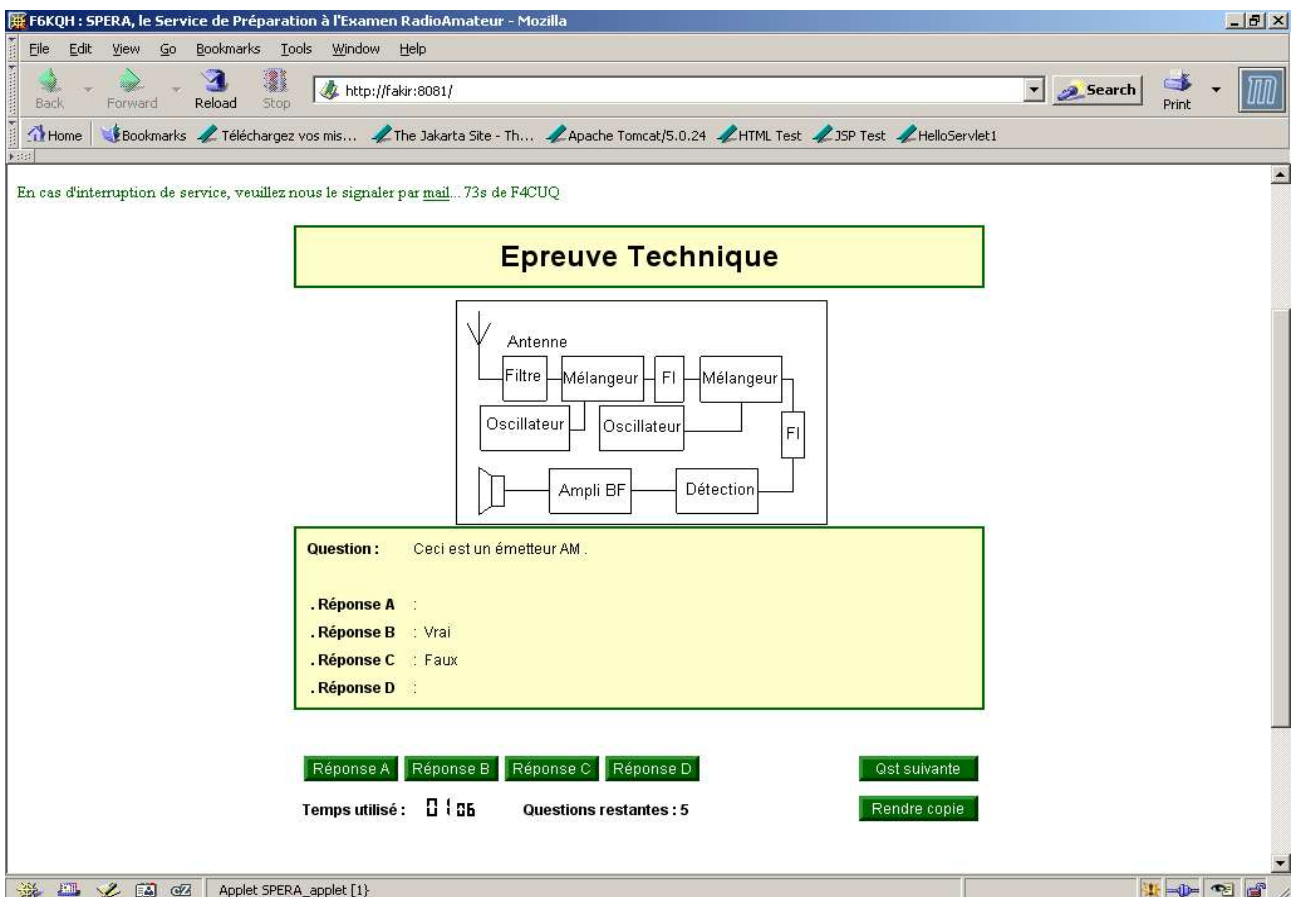 F6KQH : SPERA, le Service de Préparation à l'Examen RadioAmateur - Mozilla
File Edit View Go Bookmarks Tools Window Help
Back Forward Reload Stop http://fakir:8081/ Search Print
Home Bookmarks Téléchargez vos mis... The Jakarta Site - Th... Apache Tomcat/5.0.24 HTML Test JSP Test HelloServlet1
En cas d'interruption de service, veuillez nous le signaler par mail... 73s de F4CUQ
Epreuve Technique
Antenne
Filtre Mélangeur FI Mélangeur
Oscillateur Oscillateur FI
Ampli BF Détection
Question : Ceci est un émetteur AM .
. Réponse A :
. Réponse B : Vrai
. Réponse C : Faux
. Réponse D :
Réponse A Réponse B Réponse C Réponse D Qst suivante
Temps utilisé : 01 06 Questions restantes : 5 Rendre copie
Applet SPERA_applet [1}